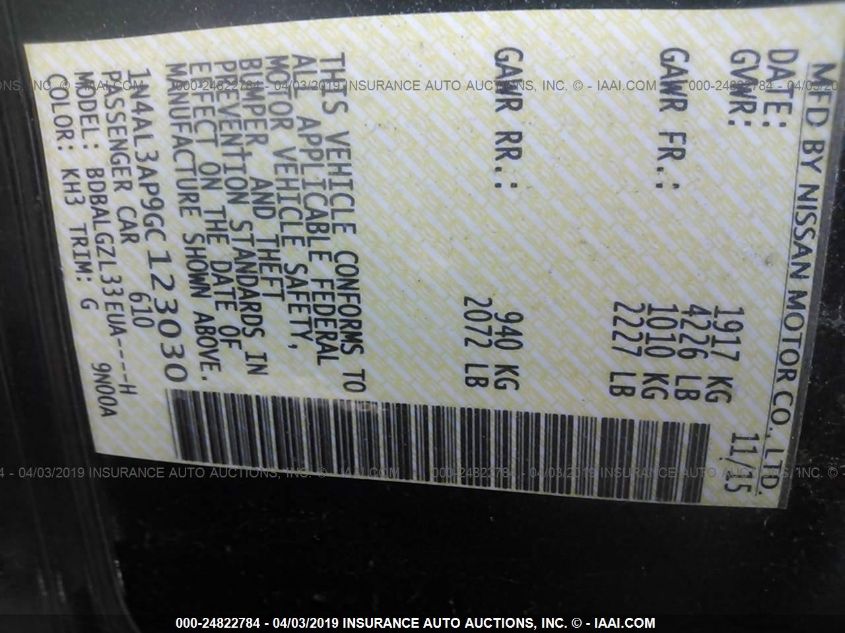 MFD BY NISSAN MOTOR CO., LTD.
DATE: 11/15
GVWR: 1917 KG
4226 LB
GAWR FR.: 1010 KG
2227 LB
GAWR RR.: 940 KG
2072 LB
THIS VEHICLE CONFORMS TO
ALL APPLICABLE FEDERAL
MOTOR VEHICLE SAFETY,
BUMPER AND THEFT
PREVENTION STANDARDS IN
EFFECT ON THE DATE OF
MANUFACTURE SHOWN ABOVE.
1N4AL3AP9GC123030
PASSENGER CAR 610
MODEL: BDBALGZL33EUA----H
COLOR: KH3 TRIM: G 9N00A
000-24822784 - 04/03/2019 INSURANCE AUTO AUCTIONS, INC. © - IAAI.COM